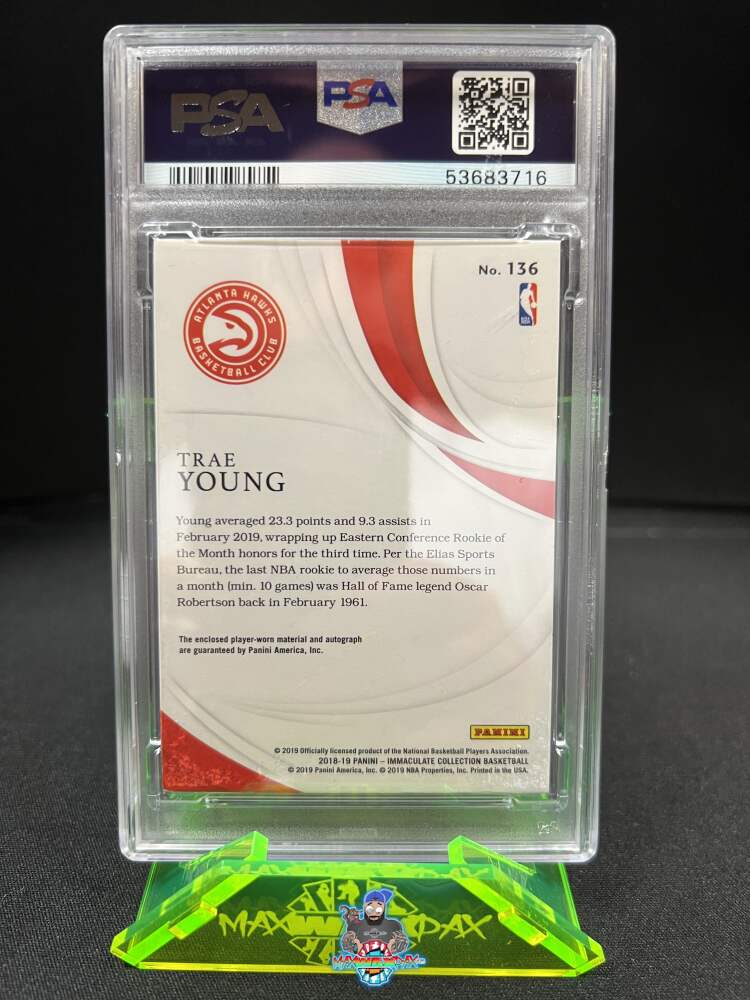 PSA
PSA
53683716
No. 136
ATLANTA HAWKS
BASKETBALL CLUB
TRAE
YOUNG
Young averaged 23.3 points and 9.3 assists in
February 2019, wrapping up Eastern Conference Rookie of
the Month honors for the third time. Per the Elias Sports
Bureau, the last NBA rookie to average those numbers in
a month (min. 10 games) was Hall of Fame legend Oscar
Robertson back in February 1961.
The enclosed player-worn material and autograph
are guaranteed by Panini America, Inc.
PANINI
© 2019 Officially licensed product of the National Basketball Players Association.
2018-19 PANINI – IMMACULATE COLLECTION BASKETBALL
© 2019 Panini America, Inc. © 2019 NBA Properties, Inc. Printed in the USA.